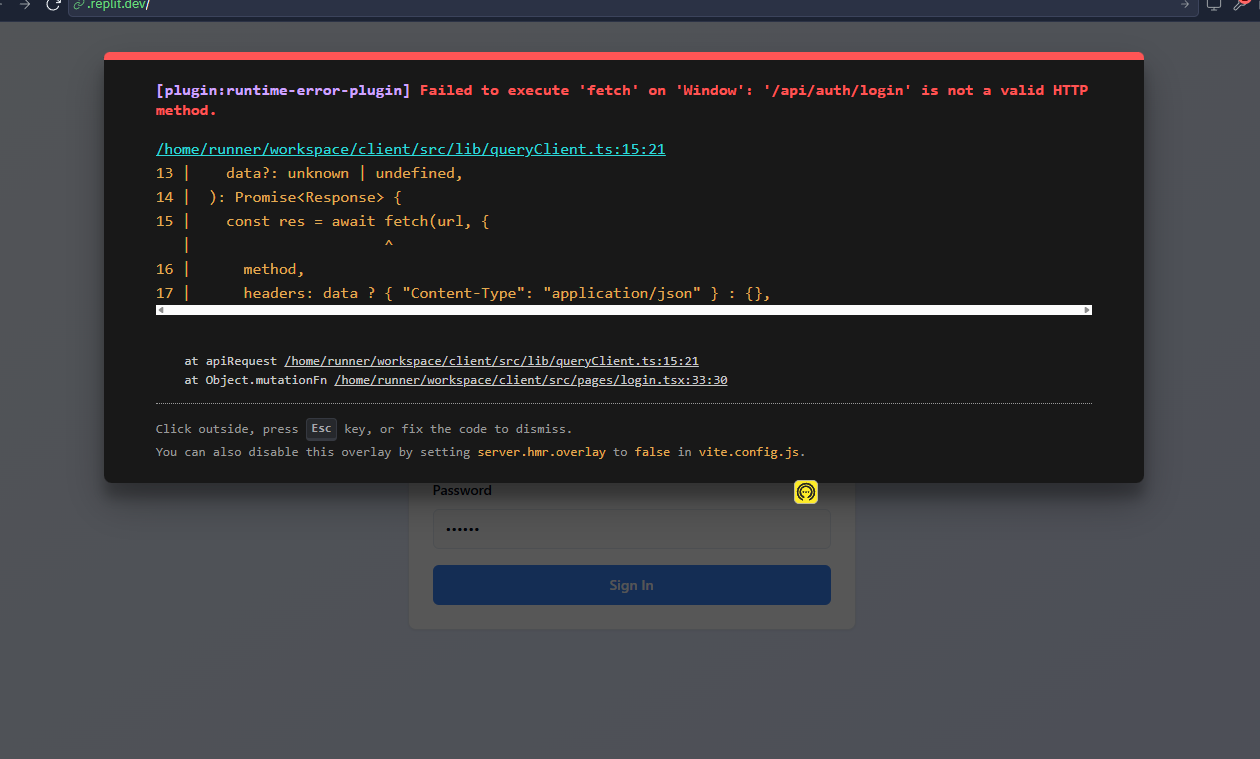 .replit.dev/
[plugin:runtime-error-plugin] Failed to execute 'fetch' on 'Window': '/api/auth/login' is not a valid HTTP
method.
/home/runner/workspace/client/src/lib/queryClient.ts:15:21
13 |    data?: unknown | undefined,
14 |  ): Promise<Response> {
15 |    const res = await fetch(url, {
   |                      ^
16 |      method,
17 |      headers: data ? { "Content-Type": "application/json" } : {},
at apiRequest /home/runner/workspace/client/src/lib/queryClient.ts:15:21
at Object.mutationFn /home/runner/workspace/client/src/pages/login.tsx:33:30
Click outside, press Esc key, or fix the code to dismiss.
You can also disable this overlay by setting server.hmr.overlay to false in vite.config.js.
Password
••••••
Sign In